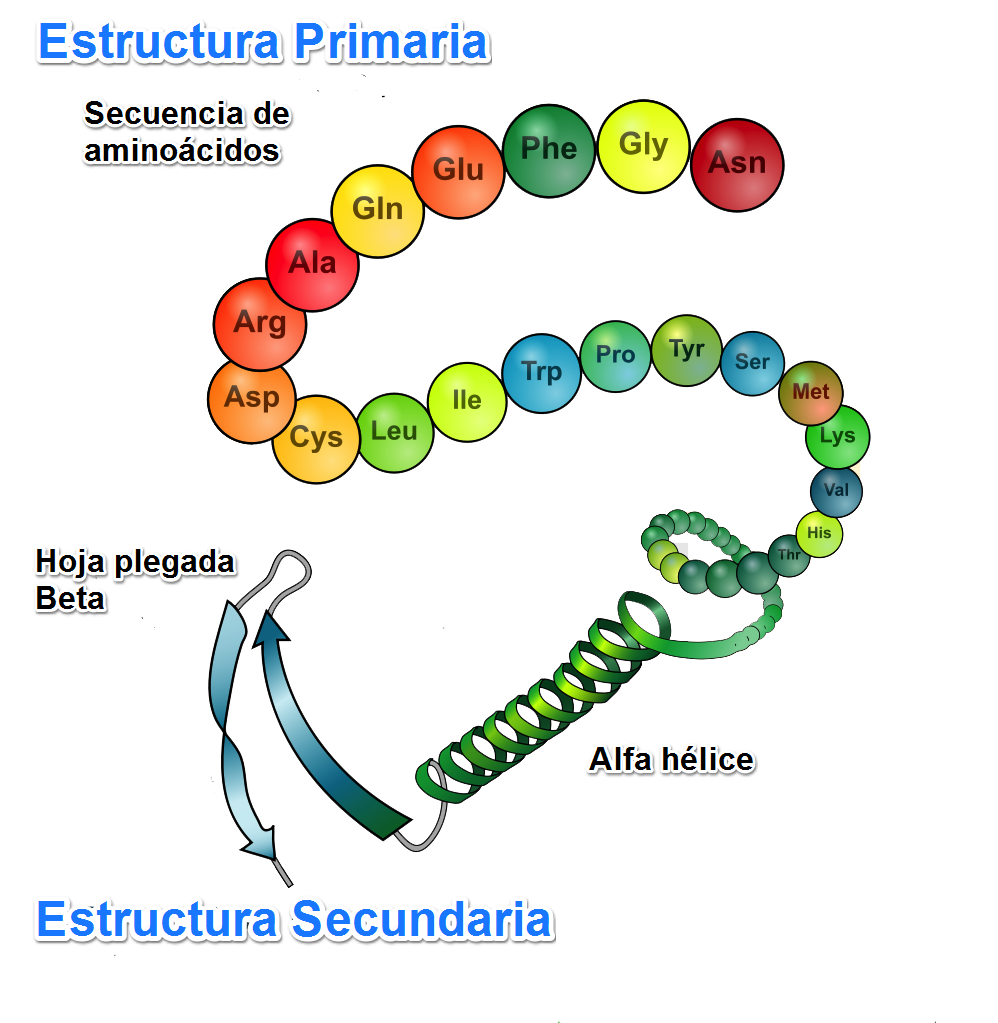 Estructura Primaria
Secuencia de
aminoácidos
Asn
Gly
Phe
Glu
Gln
Ala
Arg
Asp
Cys
Leu
Ile
Trp
Pro
Tyr
Ser
Met
Lys
Val
His
Thr
Hoja plegada
Beta
Alfa hélice
Estructura Secundaria